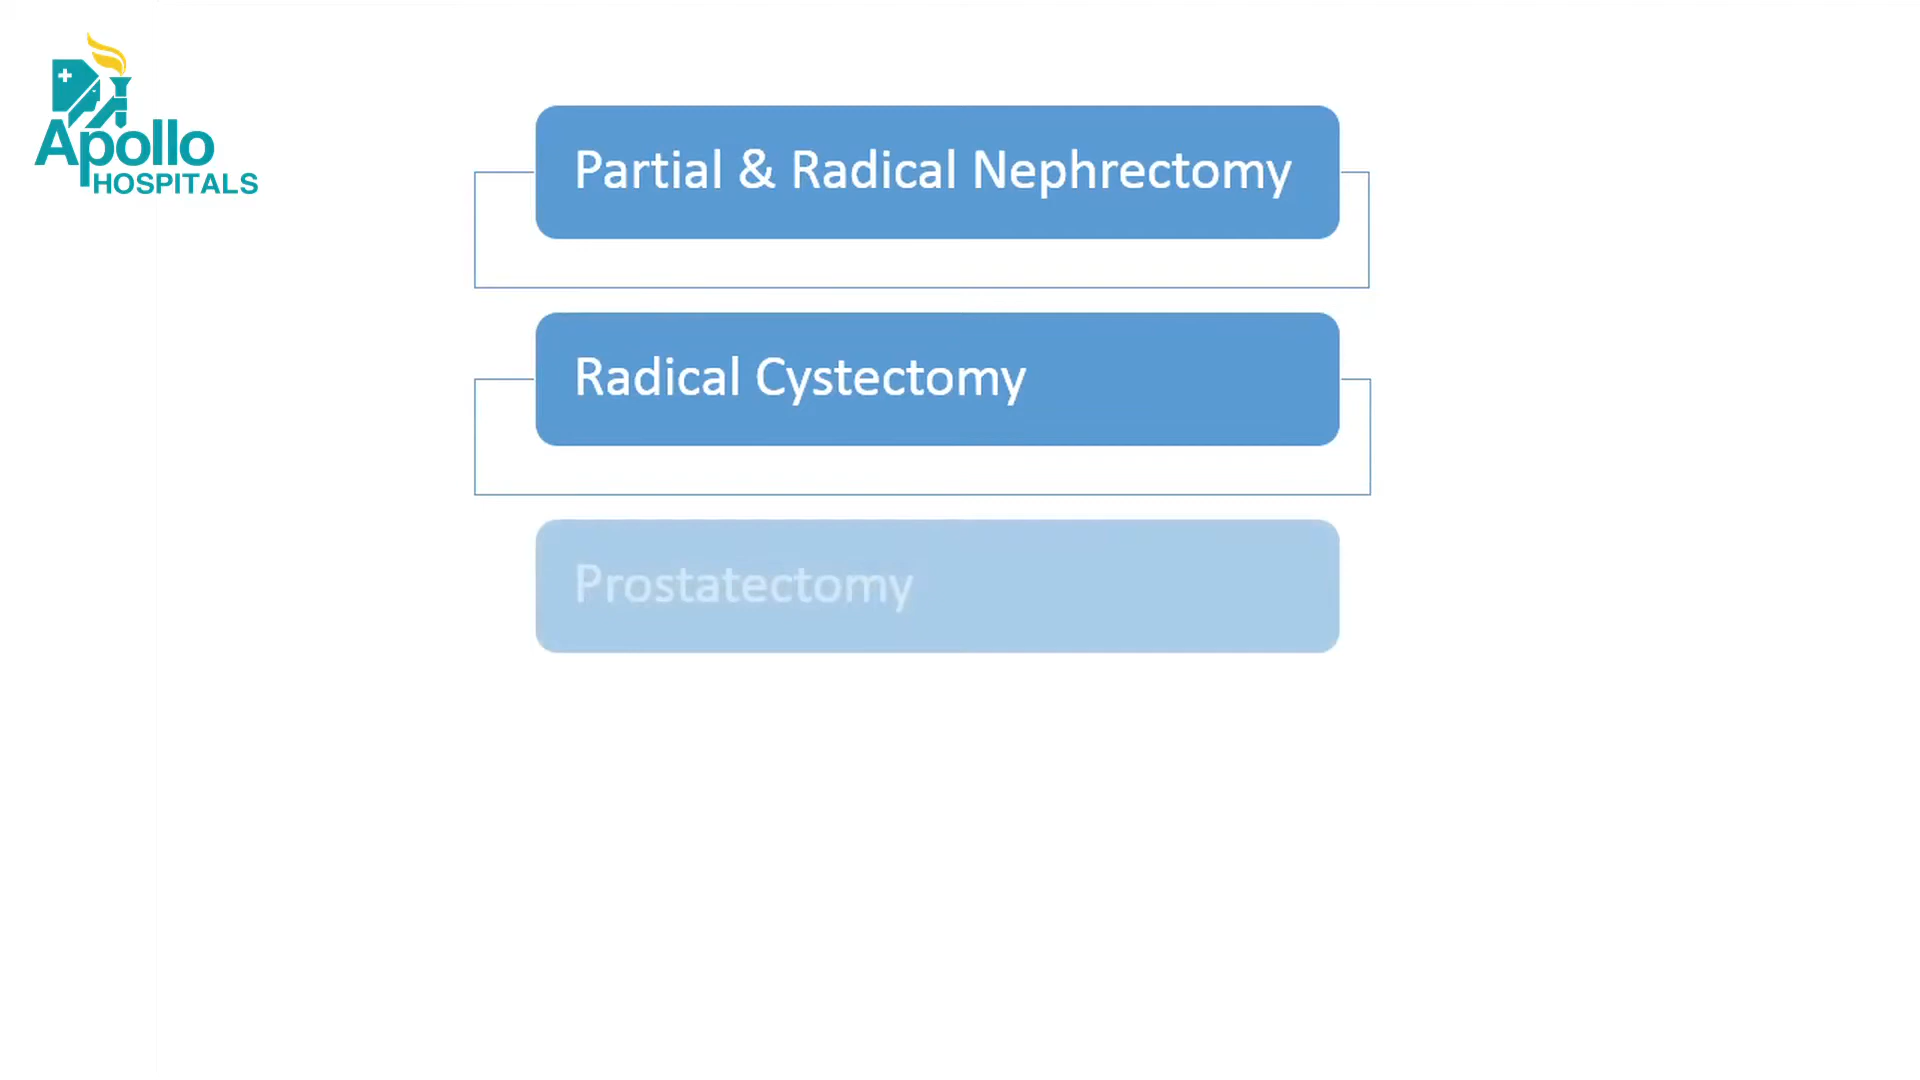 Apollo
HOSPITALS
Partial & Radical Nephrectomy
Radical Cystectomy
Prostatectomy